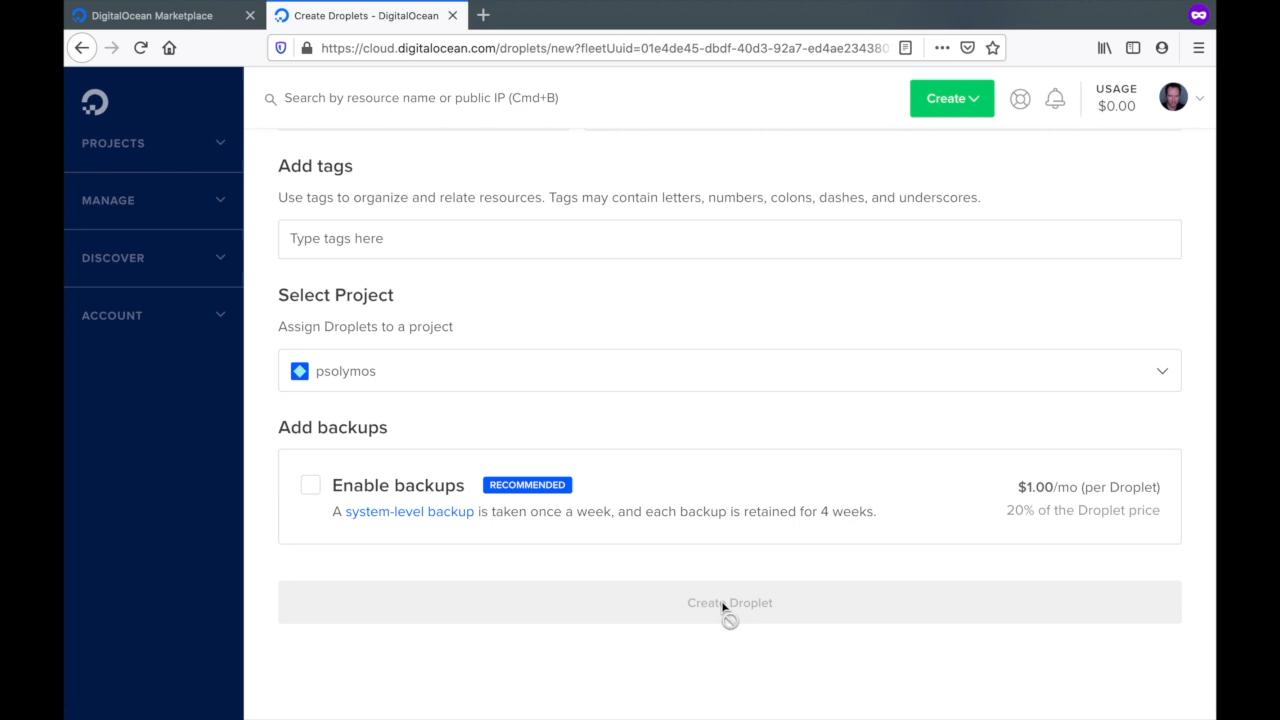 DigitalOcean Marketplace
Create Droplets - DigitalOcean
https://cloud.digitalocean.com/droplets/new?fleetUuid=01e4de45-dbdf-40d3-92a7-ed4ae234380
Search by resource name or public IP (Cmd+B)
Create
USAGE
$0.00
PROJECTS
MANAGE
DISCOVER
ACCOUNT
Add tags
Use tags to organize and relate resources. Tags may contain letters, numbers, colons, dashes, and underscores.
Type tags here
Select Project
Assign Droplets to a project
psolymos
Add backups
Enable backups RECOMMENDED
$1.00/mo (per Droplet)
A system-level backup is taken once a week, and each backup is retained for 4 weeks.
20% of the Droplet price
Create Droplet